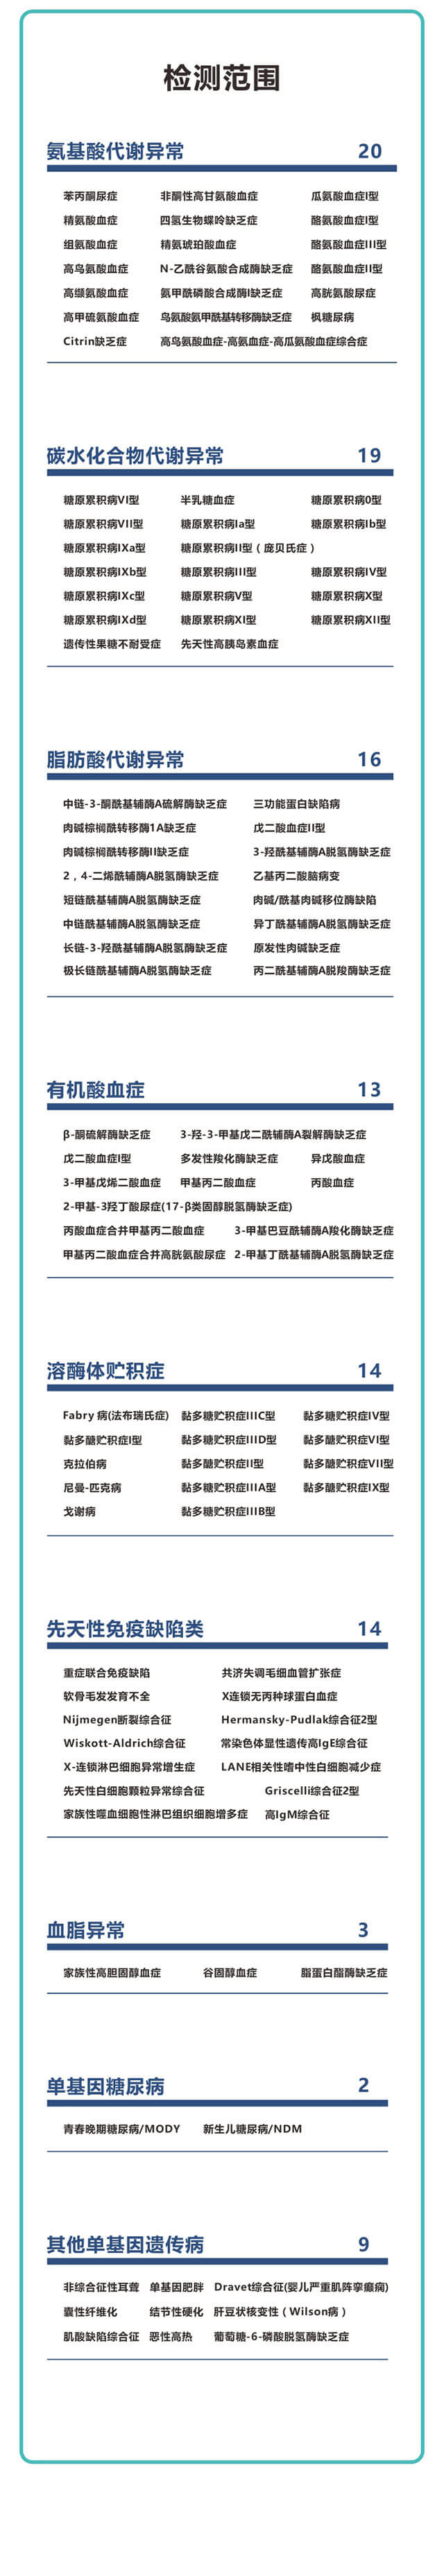 检测范围
氨基酸代谢异常 20
苯丙酮尿症 非酮性高甘氨酸血症 瓜氨酸血症I型
精氨酸血症 四氢生物蝶呤缺乏症 酪氨酸血症I型
组氨酸血症 精氨琥珀酸血症 酪氨酸血症III型
高鸟氨酸血症 N-乙酰谷氨酸合成酶缺乏症 酪氨酸血症II型
高缬氨酸血症 氨甲酰磷酸合成酶I缺乏症 高胱氨酸尿症
高甲硫氨酸血症 鸟氨酸氨甲酰基转移酶缺乏症 枫糖尿病
Citrin缺乏症 高鸟氨酸血症-高氨血症-高瓜氨酸血症综合症
碳水化合物代谢异常 19
糖原累积病VI型 半乳糖血症 糖原累积病0型
糖原累积病VII型 糖原累积病Ia型 糖原累积病Ib型
糖原累积病IXa型 糖原累积病II型（庞贝氏症）
糖原累积病IXb型 糖原累积病III型 糖原累积病IV型
糖原累积病IXc型 糖原累积病V型 糖原累积病X型
糖原累积病IXd型 糖原累积病XI型 糖原累积病XII型
遗传性果糖不耐受症 先天性高胰岛素血症
脂肪酸代谢异常 16
中链-3-酮酰基辅酶A硫解酶缺乏症 三功能蛋白缺陷病
肉碱棕榈酰转移酶1A缺乏症 戊二酸血症II型
肉碱棕榈酰转移酶II缺乏症 3-羟酰基辅酶A脱氢酶缺乏症
2，4-二烯酰辅酶A脱氢酶缺乏症 乙基丙二酸脑病变
短链酰基辅酶A脱氢酶缺乏症 肉碱/酰基肉碱移位酶缺陷
中链酰基辅酶A脱氢酶缺乏症 异丁酰基辅酶A脱氢酶缺乏症
长链-3-羟酰基辅酶A脱氢酶缺乏症 原发性肉碱缺乏症
极长链酰基辅酶A脱氢酶缺乏症 丙二酰基辅酶A脱羧酶缺乏症
有机酸血症 13
β-酮硫解酶缺乏症 3-羟-3-甲基戊二酰辅酶A裂解酶缺乏症
戊二酸血症I型 多发性羧化酶缺乏症 异戊酸血症
3-甲基戊烯二酸血症 甲基丙二酸血症 丙酸血症
2-甲基-3羟丁酸尿症(17-β类固醇脱氢酶缺乏症)
丙酸血症合并甲基丙二酸血症 3-甲基巴豆酰辅酶A羧化酶缺乏症
甲基丙二酸血症合并高胱氨酸尿症 2-甲基丁酰基辅酶A脱氢酶缺乏症
溶酶体贮积症 14
Fabry 病(法布瑞氏症) 黏多糖贮积症IIIC型 黏多糖贮积症IV型
黏多醣贮积症I型 黏多糖贮积症IIID型 黏多醣贮积症VI型
克拉伯病 黏多醣贮积症II型 黏多醣贮积症VII型
尼曼-匹克病 黏多糖贮积症IIIA型 黏多醣贮积症IX型
戈谢病 黏多糖贮积症IIIB型
先天性免疫缺陷类 14
重症联合免疫缺陷 共济失调毛细血管扩张症
软骨毛发发育不全 X连锁无丙种球蛋白血症
Nijmegen断裂综合征 Hermansky-Pudlak综合征2型
Wiskott-Aldrich综合征 常染色体显性遗传高IgE综合征
X-连锁淋巴细胞异常增生症 LANE相关性嗜中性白细胞减少症
先天性白细胞颗粒异常综合征 Griscelli综合征2型
家族性噬血细胞性淋巴组织细胞增多症 高IgM综合征
血脂异常 3
家族性高胆固醇血症 谷固醇血症 脂蛋白酯酶缺乏症
单基因糖尿病 2
青春晚期糖尿病/MODY 新生儿糖尿病/NDM
其他单基因遗传病 9
非综合征性耳聋 单基因肥胖 Dravet综合征(婴儿严重肌阵挛癫痫)
囊性纤维化 结节性硬化 肝豆状核变性（Wilson病）
肌酸缺陷综合征 恶性高热 葡萄糖-6-磷酸脱氢酶缺乏症